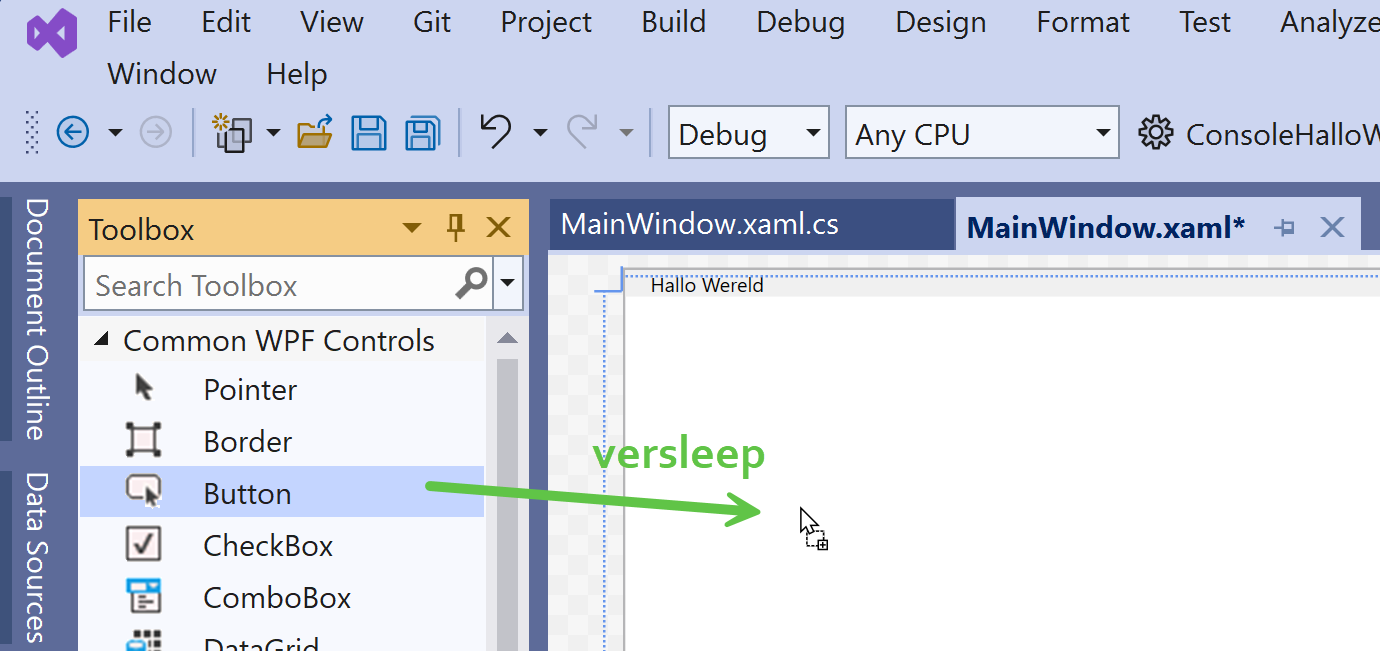 File Edit View Git Project Build Debug Design Format Test Analyze
Window Help
Debug Any CPU ConsoleHalloW
Document Outline
Data Sources
Toolbox
Search Toolbox
Common WPF Controls
Pointer
Border
Button
CheckBox
ComboBox
DataGrid
MainWindow.xaml.cs MainWindow.xaml*
Hallo Wereld
versleep